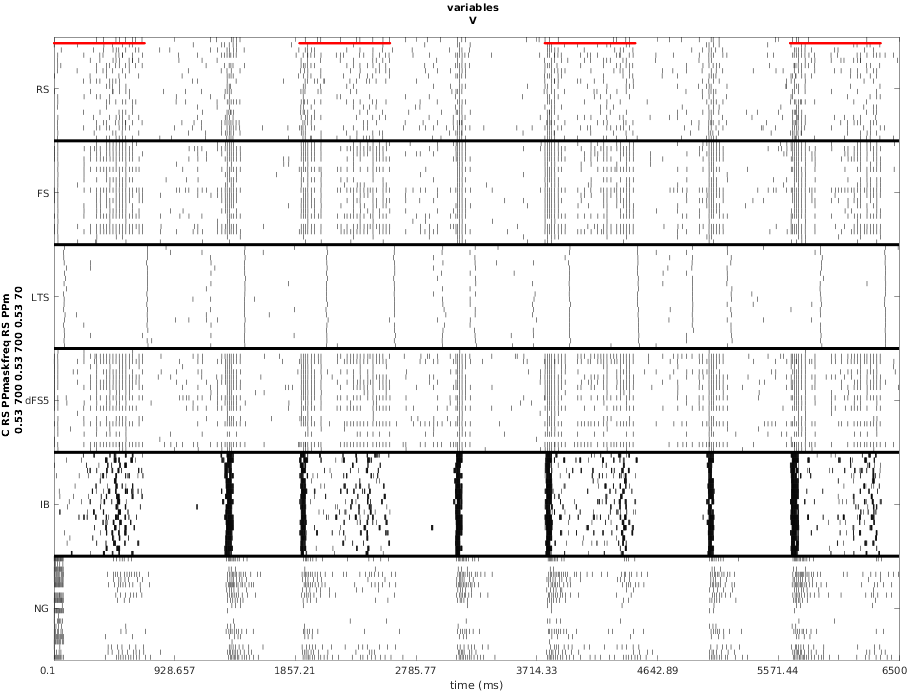 variables
V
RS
FS
LTS
dFS5
IB
NG
C RS PPmaskfreq RS PPm
0.53 700 0.53 700 0.53 70
0.1 928.657 1857.21 2785.77 3714.33 4642.89 5571.44 6500
time (ms)